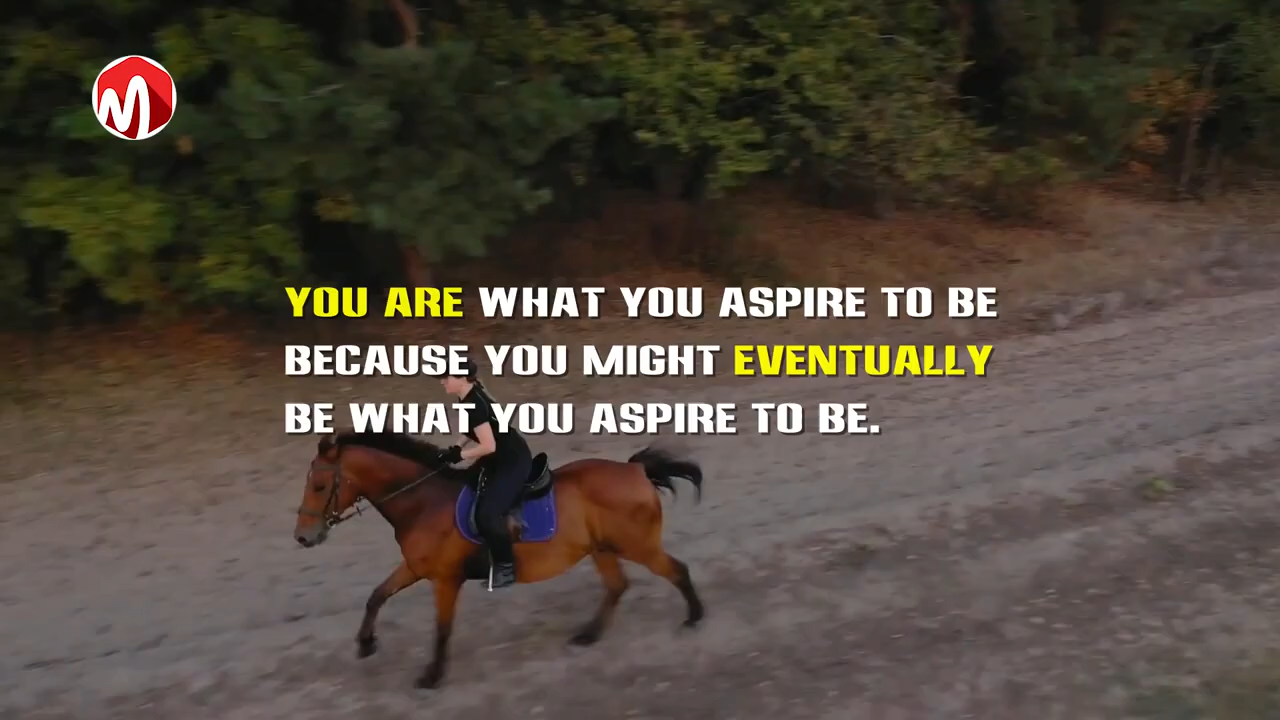 M
YOU ARE WHAT YOU ASPIRE TO BE
BECAUSE YOU MIGHT EVENTUALLY
BE WHAT YOU ASPIRE TO BE.